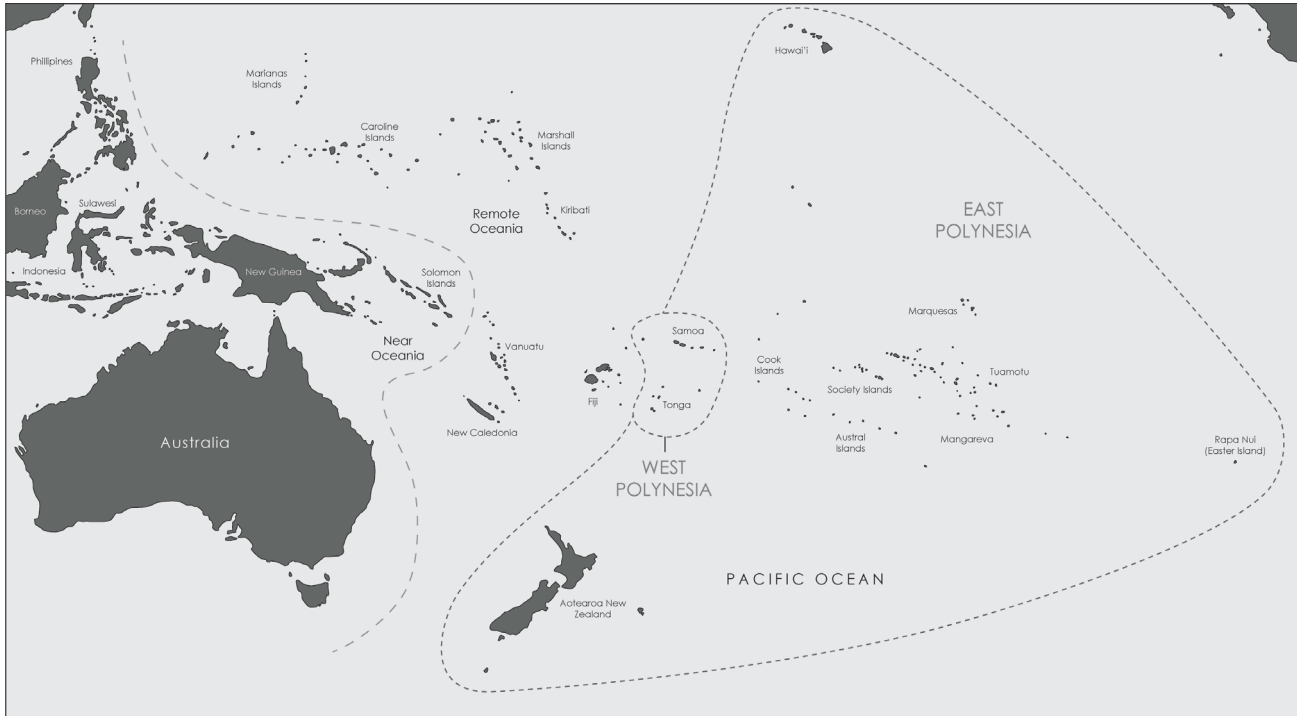 Hawai'i
Phillipines
Marianas
Islands
Caroline
Islands
Marshall
Islands
Borneo
Sulawesi
Remote
Oceania
Kiribati
EAST
POLYNESIA
Indonesia
New Guinea
Solomon
Islands
Near
Oceania
Vanuatu
Samoa
Marquesas
Cook
Islands
Society Islands
Tuamotu
Fiji
Tonga
New Caledonia
Australia
Austral
Islands
Mangareva
Rapa Nui
(Easter Island)
WEST
POLYNESIA
PACIFIC OCEAN
Aotearoa New
Zealand